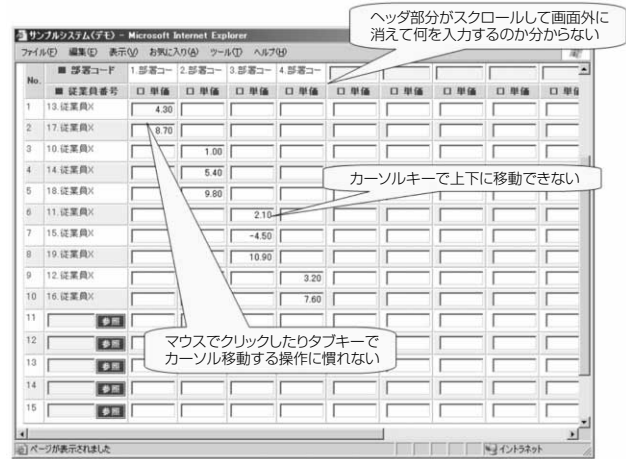 サンプルシステム(デモ) - Microsoft Internet Explorer
ヘッダ部分がスクロールして画面外に
消えて何を入力するのか分からない
ファイル(F) 編集(E) 表示(V) お気に入り(A) ツール(T) ヘルプ(H)
No. ■ 部署コード 1.部署コー 2.部署コー 3.部署コー 4.部署コー
■ 従業員番号 ロ 単価 ロ 単価 ロ 単価 ロ 単価 ロ 単価 ロ 単価 ロ 単価 ロ 単価 ロ 単価
1 13.従業員X 4.30
2 17.従業員X 8.70
3 10.従業員X 1.00
4 14.従業員X 5.40
カーソルキーで上下に移動できない
5 18.従業員X 9.80
6 11.従業員X 2.10
7 15.従業員X -4.50
8 19.従業員X 10.90
9 12.従業員X 3.20
10 16.従業員X 7.60
11 参照
マウスでクリックしたりタブキーで
カーソル移動する操作に慣れない
12 参照
13 参照
14 参照
15 参照
ページが表示されました イントラネット